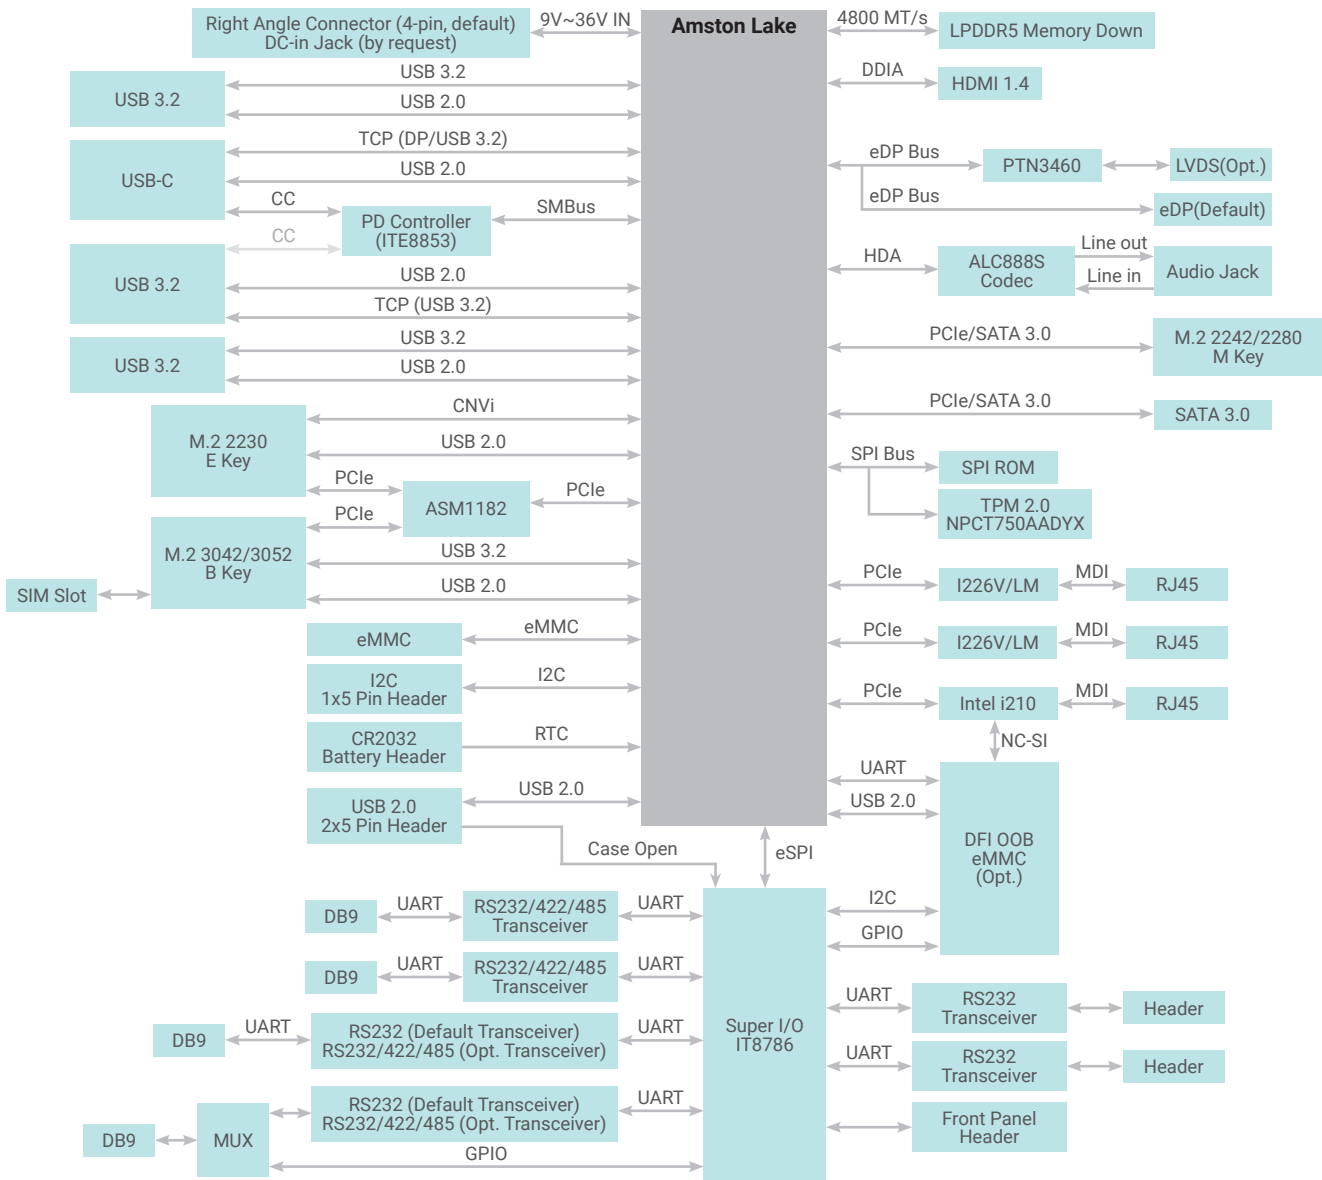 Right Angle Connector (4-pin, default)
DC-in Jack (by request)
9V~36V IN
Amston Lake
4800 MT/s
LPDDR5 Memory Down
USB 3.2
USB 3.2
USB 2.0
DDIA
HDMI 1.4
USB-C
TCP (DP/USB 3.2)
USB 2.0
CC
PD Controller
(ITE8853)
SMBus
CC
eDP Bus
PTN3460
LVDS(Opt.)
eDP Bus
eDP(Default)
USB 3.2
USB 2.0
TCP (USB 3.2)
HDA
ALC888S
Codec
Line out
Line in
Audio Jack
USB 3.2
USB 3.2
USB 2.0
PCIe/SATA 3.0
M.2 2242/2280
M Key
M.2 2230
E Key
CNVi
USB 2.0
PCIe
PCIe/SATA 3.0
SATA 3.0
ASM1182
PCIe
PCIe
SPI Bus
SPI ROM
TPM 2.0
NPCT750AADYX
M.2 3042/3052
B Key
USB 3.2
USB 2.0
SIM Slot
PCIe
I226V/LM
MDI
RJ45
eMMC
eMMC
PCIe
I226V/LM
MDI
RJ45
I2C
1x5 Pin Header
I2C
PCIe
Intel i210
MDI
RJ45
CR2032
Battery Header
RTC
NC-SI
USB 2.0
2x5 Pin Header
USB 2.0
UART
USB 2.0
DFI OOB
eMMC
(Opt.)
Case Open
eSPI
I2C
GPIO
DB9
UART
RS232/422/485
Transceiver
UART
DB9
UART
RS232/422/485
Transceiver
UART
Super I/O
IT8786
UART
RS232
Transceiver
Header
DB9
UART
RS232 (Default Transceiver)
RS232/422/485 (Opt. Transceiver)
UART
UART
RS232
Transceiver
Header
DB9
MUX
RS232 (Default Transceiver)
RS232/422/485 (Opt. Transceiver)
UART
GPIO
Front Panel
Header